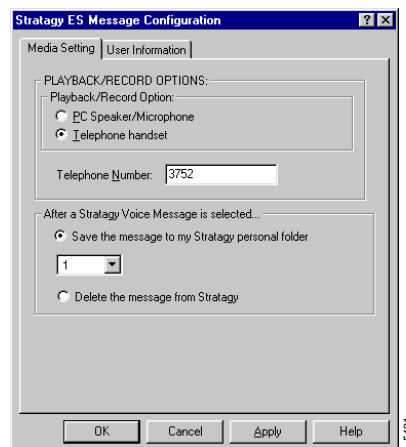 Stratagy ES Message Configuration ? X
Media Setting User Information
PLAYBACK/RECORD OPTIONS:
Playback/Record Option:
PC Speaker/Microphone
Telephone handset
Telephone Number: 3752
After a Stratagy Voice Message is selected...
Save the message to my Stratagy personal folder
1
Delete the message from Stratagy
OK Cancel Apply Help